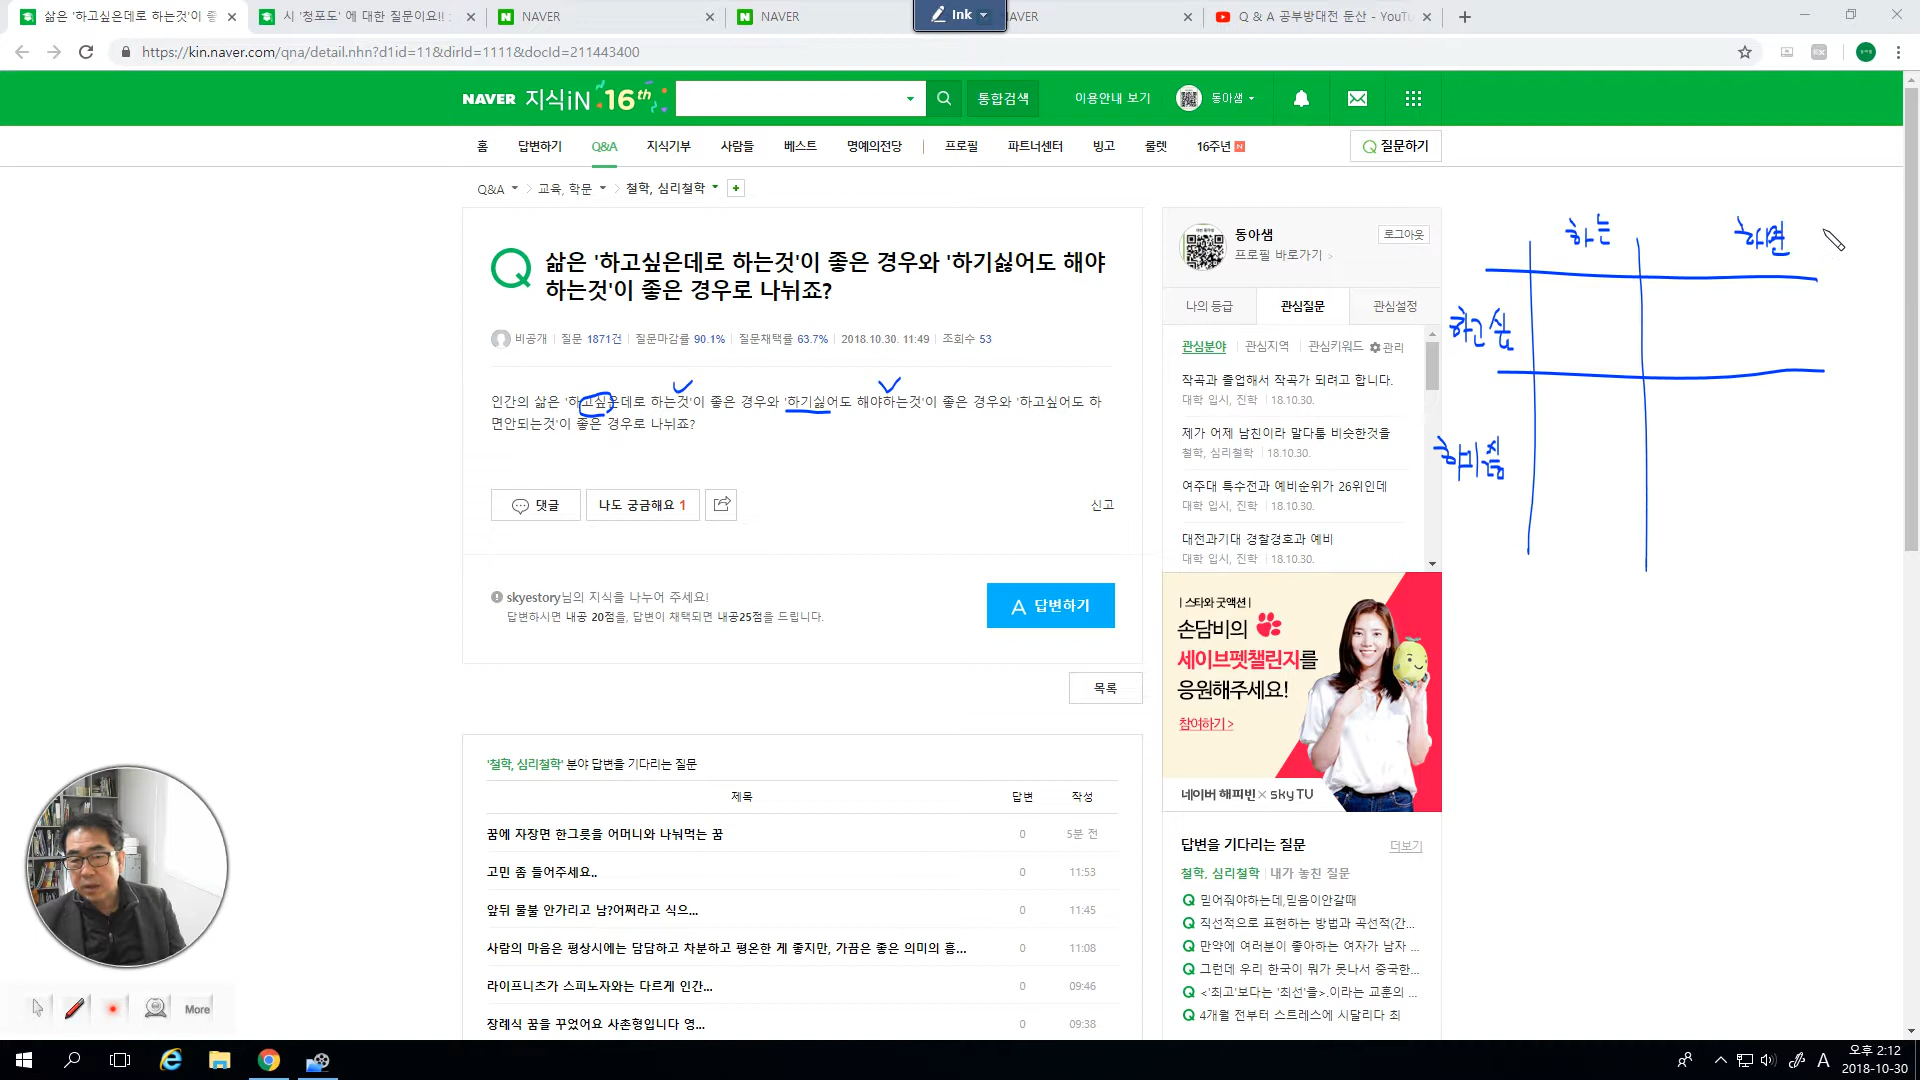 삶은 '하고싶은데로 하는것'이 좋
시 '청포도' 에 대한 질문이요!! :
NAVER
NAVER
Ink
AVER
Q & A 공부방대전 둔산 - YouTu
https://kin.naver.com/qna/detail.nhn?d1id=11&dirId=1111&docId=211443400
NAVER 지식iN 16th
통합검색
이용안내 보기
동아샘
홈
답변하기
Q&A
지식기부
사람들
베스트
명예의전당
프로필
파트너센터
빙고
룰렛
16주년 N
질문하기
Q&A
교육, 학문
철학, 심리철학
Q
삶은 '하고싶은데로 하는것'이 좋은 경우와 '하기싫어도 해야
하는것'이 좋은 경우로 나뉘죠?
비공개 질문 1871건 질문마감률 90.1% 질문채택률 63.7% 2018.10.30. 11:49 조회수 53
인간의 삶은 '하고싶은데로 하는것'이 좋은 경우와 '하기싫어도 해야하는것'이 좋은 경우와 '하고싶어도 하
면안되는것'이 좋은 경우로 나뉘죠?
댓글
나도 궁금해요 1
신고
skyestory님의 지식을 나누어 주세요!
답변하시면 내공 20점을, 답변이 채택되면 내공25점을 드립니다.
A 답변하기
목록
'철학, 심리철학' 분야 답변을 기다리는 질문
제목 답변 작성
꿈에 자장면 한그릇을 어머니와 나눠먹는 꿈 0 5분 전
고민 좀 들어주세요.. 0 11:53
앞뒤 물불 안가리고 남?어쩌라고 식으... 0 11:45
사람의 마음은 평상시에는 담담하고 차분하고 평온한 게 좋지만, 가끔은 좋은 의미의 흥... 0 11:08
라이프니츠가 스피노자와는 다르게 인간... 0 09:46
장례식 꿈을 꾸었어요 사촌형입니다 영... 0 09:38
동아샘
로그아웃
프로필 바로가기 >
나의 등급
관심질문
관심설정
관심분야
관심지역
관심키워드
관리
작곡과 졸업해서 작곡가 되려고 합니다.
대학 입시, 진학 18.10.30.
제가 어제 남친이라 말다툼 비슷한것을
철학, 심리철학 18.10.30.
여주대 특수전과 예비순위가 26위인데
대학 입시, 진학 18.10.30.
대전과기대 경찰경호과 예비
대학 입시, 진학 18.10.30.
| 스타와 굿액션 |
손담비의
세이브펫챌린지를
응원해주세요!
참여하기 >
네이버 해피빈 X sky TU
답변을 기다리는 질문
더보기
철학, 심리철학
내가 놓친 질문
Q 믿어줘야하는데,믿음이안갈때
Q 직선적으로 표현하는 방법과 곡선적(간...
Q 만약에 여러분이 좋아하는 여자가 남자 ...
Q 그런데 우리 한국이 뭐가 못나서 중국한...
Q <'최고'보다는 '최선'을>.이라는 교훈의 ...
Q 4개월 전부터 스트레스에 시달리다 최
하는
하면
하고 싶
More
A
오후 2:12
2018-10-30